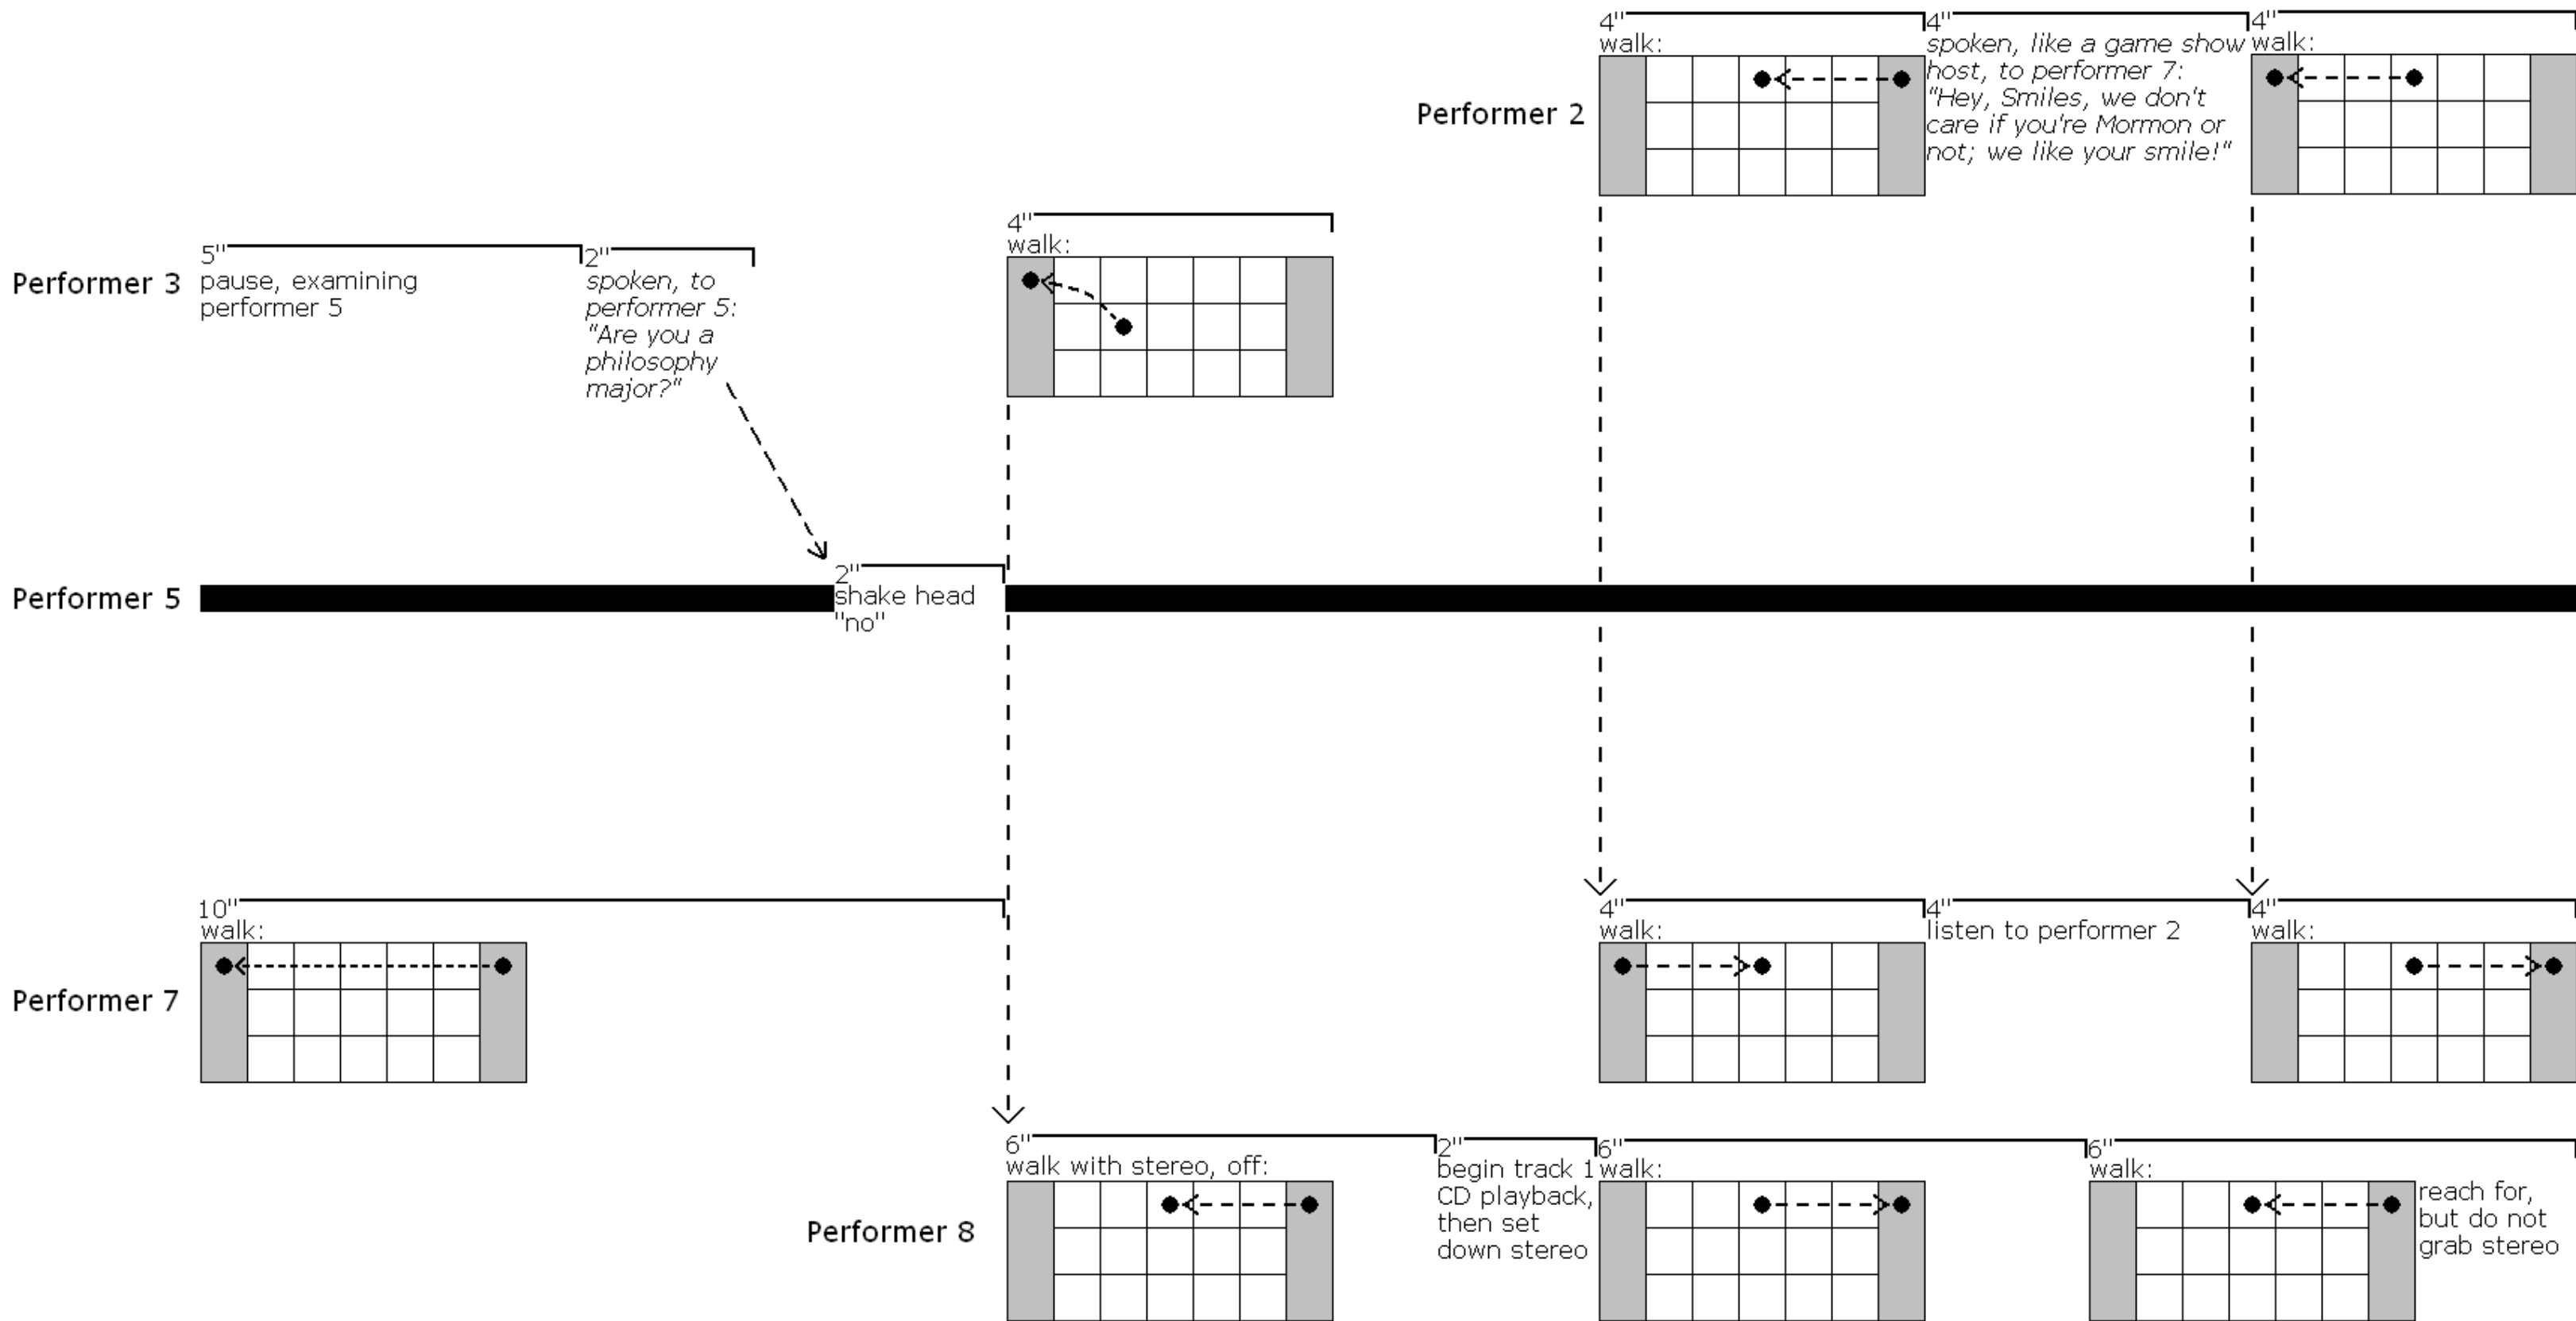 4"
walk:
Performer 2
4"
spoken, like a game show
host, to performer 7:
"Hey, Smiles, we don't
care if you're Mormon or
not; we like your smile!"
4"
walk:
Performer 3
5"
pause, examining
performer 5
2"
spoken, to
performer 5:
"Are you a
philosophy
major?"
4"
walk:
Performer 5
2"
shake head
"no"
Performer 7
10"
walk:
4"
walk:
4"
listen to performer 2
4"
walk:
Performer 8
6"
walk with stereo, off:
2"
begin track 1
CD playback,
then set
down stereo
6"
walk:
6"
walk:
reach for,
but do not
grab stereo